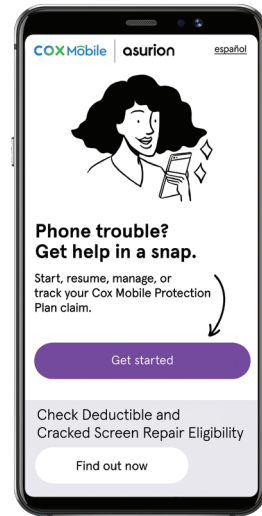 COX Mobile asurion español
Phone trouble?
Get help in a snap.
Start, resume, manage, or
track your Cox Mobile Protection
Plan claim.
Get started
Check Deductible and
Cracked Screen Repair Eligibility
Find out now